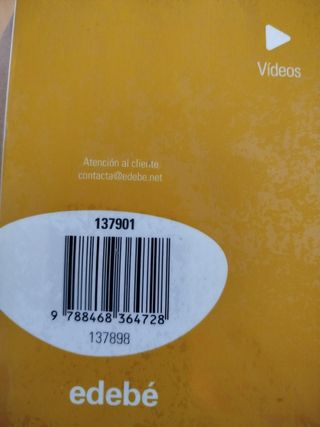 Vídeos
Atención al cliente
contacta@edebe.net
137901
9 788468 364728
137898
edebé